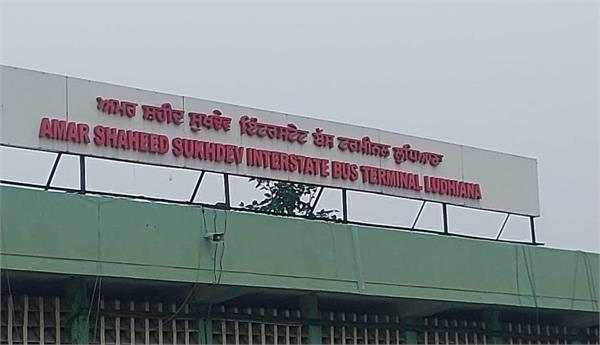 ਅਮਰ ਸ਼ਹੀਦ ਸੁਖਦੇਵ ਇੰਟਰਸਟੇਟ ਬੱਸ ਟਰਮੀਨਲ ਲੁਧਿਆਣਾ
AMAR SHAHEED SUKHDEV INTERSTATE BUS TERMINAL LUDHIANA